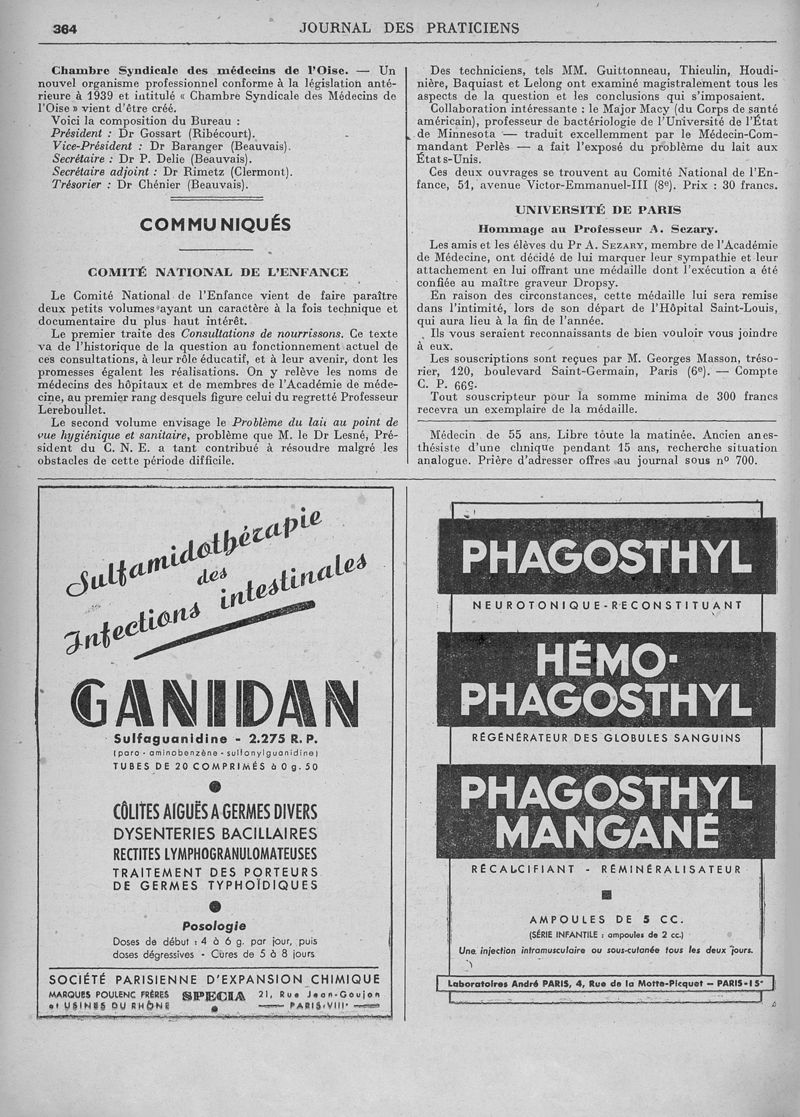 364
JOURNAL DES PRATICIENS
Chambre Syndicale des médecins de l'Oise. — Un
nouvel organisme professionnel conforme à la législation anté-
rieure à 1939 et intitulé « Chambre Syndicale des Médecins de
l'Oise » vient d'être créé.
Voici la composition du Bureau :
Président : Dr Gossart (Ribécourt).
Vice-Président : Dr Baranger (Beauvais).
Secrétaire : Dr P. Delie (Beauvais).
Secrétaire adjoint : Dr Rimetz (Clermont).
Trésorier : Dr Chénier (Beauvais).
COMMUNIQUÉS
COMITÉ NATIONAL DE L'ENFANCE
Le Comité National de l'Enfance vient de faire paraître
deux petits volumes ayant un caractère à la fois technique et
documentaire du plus haut intérêt.
Le premier traite des Consultations de nourrissons. Ce texte
va de l'historique de la question au fonctionnement actuel de
ces consultations, à leur rôle éducatif, et à leur avenir, dont les
promesses égalent les réalisations. On y relève les noms de
médecins des hôpitaux et de membres de l'Académie de méde-
cine, au premier rang desquels figure celui du regretté Professeur
Lereboullet.
Le second volume envisage le Problème du lait au point de
vue hygiénique et sanitaire, problème que M. le Dr Lesné, Pré-
sident du C. N. E. a tant contribué à résoudre malgré les
obstacles de cette période difficile.
Des techniciens, tels MM. Guittonneau, Thieulin, Houdi-
nière, Baquiast et Lelong ont examiné magistralement tous les
aspects de la question et les conclusions qui s'imposaient.
Collaboration intéressante : le Major Macy (du Corps de santé
américain), professeur de bactériologie de l'Université de l'État
de Minnesota — traduit excellemment par le Médecin-Com-
mandant Perlès — a fait l'exposé du problème du lait aux
États-Unis.
Ces deux ouvrages se trouvent au Comité National de l'En-
fance, 51, avenue Victor-Emmanuel-III (8e). Prix : 30 francs.
UNIVERSITÉ DE PARIS
Hommage au Professeur A. Sezary.
Les amis et les élèves du Pr A. SEZARY, membre de l'Académie
de Médecine, ont décidé de lui marquer leur sympathie et leur
attachement en lui offrant une médaille dont l'exécution a été
confiée au maître graveur Dropsy.
En raison des circonstances, cette médaille lui sera remise
dans l'intimité, lors de son départ de l'Hôpital Saint-Louis,
qui aura lieu à la fin de l'année.
Ils vous seraient reconnaissants de bien vouloir vous joindre
à eux.
Les souscriptions sont reçues par M. Georges Masson, tréso-
rier, 120, boulevard Saint-Germain, Paris (6e). — Compte
C. P. 669.
Tout souscripteur pour la somme minima de 300 francs
recevra un exemplaire de la médaille.
Médecin de 55 ans. Libre toute la matinée. Ancien anes-
thésiste d'une clinique pendant 15 ans, recherche situation
analogue. Prière d'adresser offres au journal sous n° 700.
Sulfamidothérapie
des
Infections intestinales
GANIDAN
Sulfaguanidine - 2.275 R. P.
(para - aminobenzène - sulfonylguanidine)
TUBES DE 20 COMPRIMÉS à 0 g. 50
CÔLITES AIGUËS A GERMES DIVERS
DYSENTERIES BACILLAIRES
RECTITES LYMPHOGRANULOMATEUSES
TRAITEMENT DES PORTEURS
DE GERMES TYPHOÏDIQUES
Posologie
Doses de début : 4 à 6 g. par jour, puis
doses dégressives - Cures de 5 à 8 jours
SOCIÉTÉ PARISIENNE D'EXPANSION CHIMIQUE
MARQUES POULENC FRÈRES SPECIA 21, Rue Jean-Goujon
et USINES DU RHÔNE PARIS-VIII°
PHAGOSTHYL
NEUROTONIQUE-RECONSTITUANT
HÉMO-
PHAGOSTHYL
RÉGÉNÉRATEUR DES GLOBULES SANGUINS
PHAGOSTHYL
MANGANÉ
RÉCALCIFIANT - RÉMINÉRALISATEUR
AMPOULES DE 5 CC.
(SÉRIE INFANTILE : ampoules de 2 cc.)
Une injection intramusculaire ou sous-cutanée tous les deux jours.
Laboratoires André PARIS, 4, Rue de la Motte-Picquet — PARIS-15°